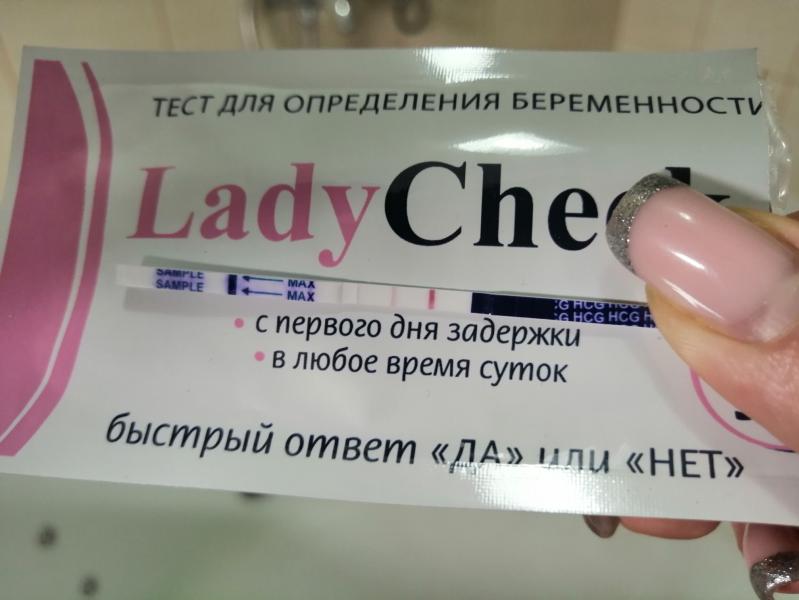 ТЕСТ ДЛЯ ОПРЕДЕЛЕНИЯ БЕРЕМЕННОСТИ
SAMPLE MAX HCG HCG
SAMPLE MAX HCG HCG
• с первого дня задержки
• в любое время суток
быстрый ответ «ДА» или «НЕТ»